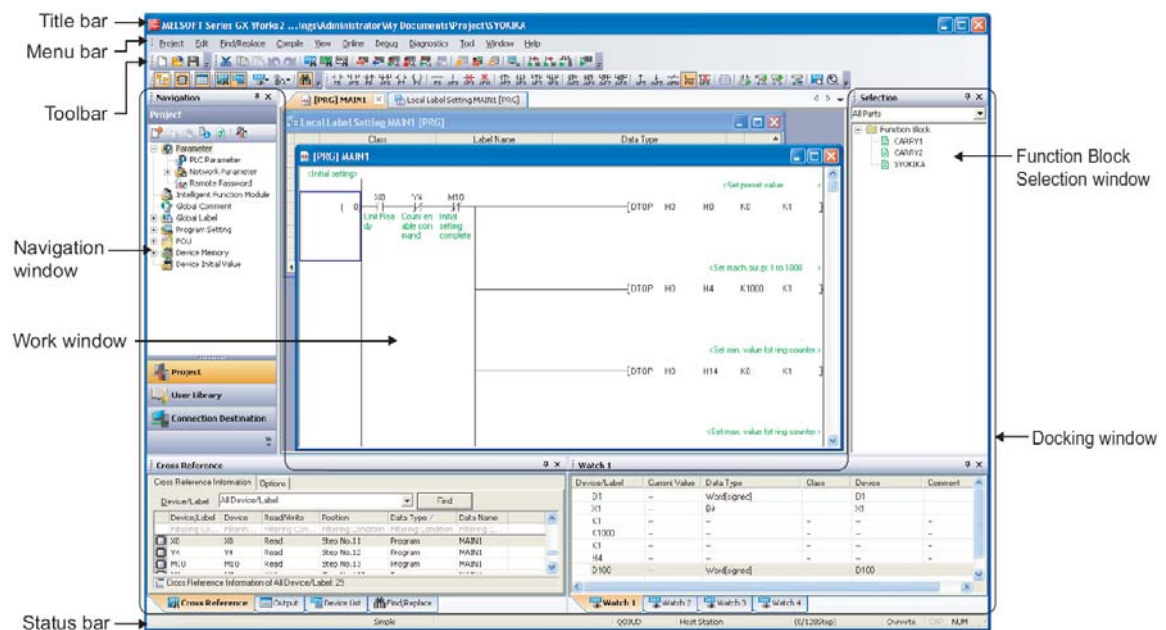 Title bar
MELSOFT Series GX Works2 ...ings\Administrator\My Documents\Project\SYOKIKA
Menu bar
Project Edit Find/Replace Compile View Online Debug Diagnostics Tool Window Help
Toolbar
Navigation
Project
Parameter
PLC Parameter
Network Parameter
Remote Password
Intelligent Function Module
Global Comment
Global Label
Program Setting
POU
Device Memory
Device Initial Value
Navigation window
Project
User Library
Connection Destination
[PRG] MAIN1
Local Label Setting MAIN1 [PRG]
Local Label Setting MAIN1 [PRG]
Class Label Name Data Type
[PRG] MAIN1
<Initial setting>
<Set preset value >
( 0 X0 Y4 M10 [DTOP H0 H0 K0 K1 ]
Unit Rea Count en Initial
dy able com setting
mand complete
[DTOP H0 H4 K1000 K1 ]
[DTOP H0 H14 K0 K1 ]
<Set min. value for ring counter >
<Set max. value for ring counter >
Work window
Selection
All Parts
Function Block
CARRY1
CARRY2
SYOKIKA
Function Block
Selection window
Docking window
Cross Reference
Cross Reference Information Options
Device/Label All Device/Label Find
Device/Label Device Read/Write Position Data Type Data Name
X0 X0 Read Step No.11 Program MAIN1
Y4 Y4 Read Step No.12 Program MAIN1
M10 M10 Read Step No.13 Program MAIN1
Cross Reference Information of All Device/Label: 29
Cross Reference Output Device List Find/Replace
Watch 1
Device/Label Current Value Data Type Class Device Comment
D1 -- Word[signed] D1
X1 -- Bit X1
K1 -- -- -- -- --
K1000 -- -- -- -- --
K1 -- -- -- -- --
H4 -- -- -- -- --
D100 -- Word[signed] D100
Watch 1 Watch 2 Watch 3 Watch 4
Status bar
Simple Q03UD Host Station Overwrite CAP NUM